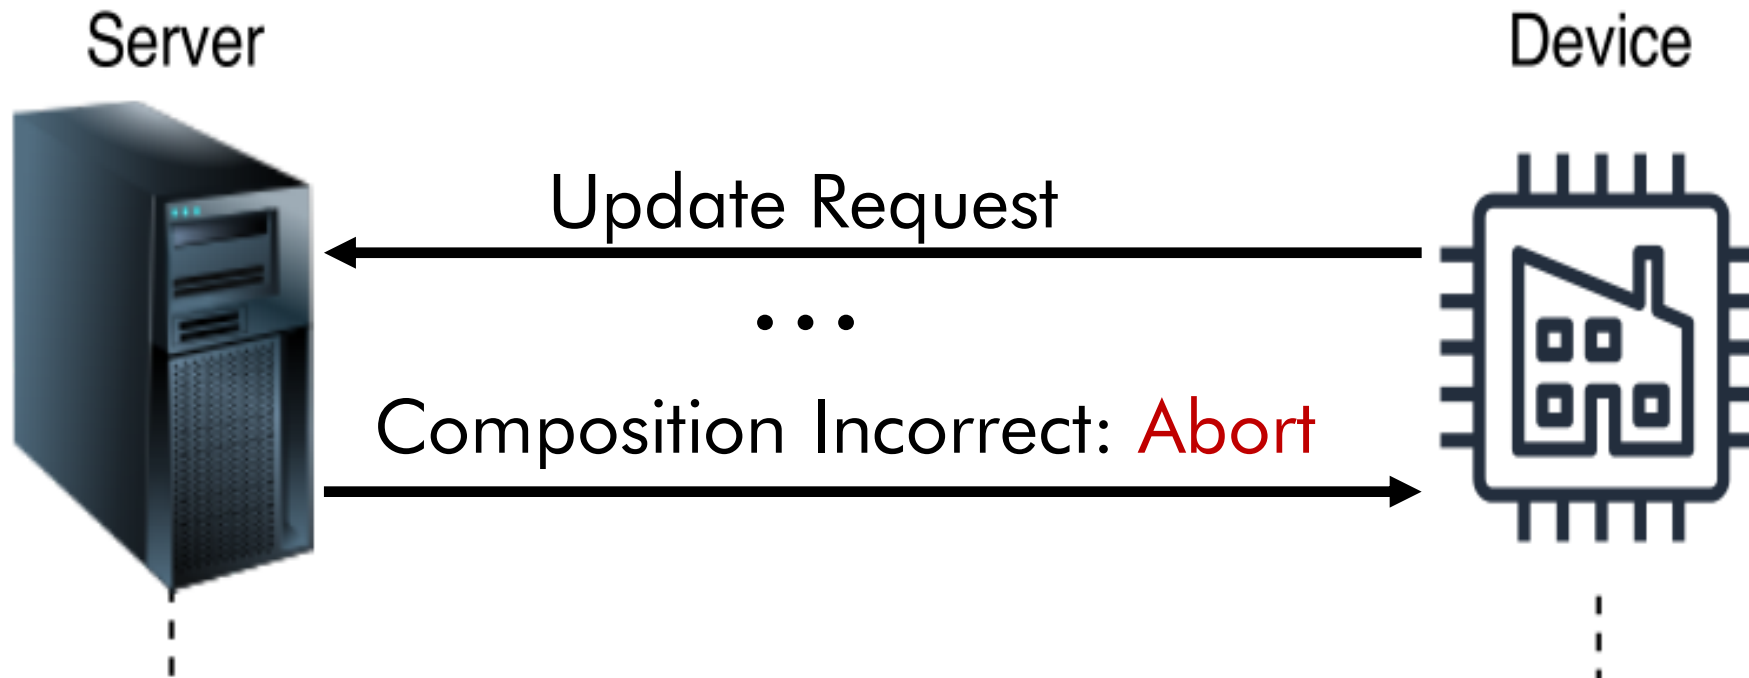 Server
Device
Update Request
...
Composition Incorrect: Abort